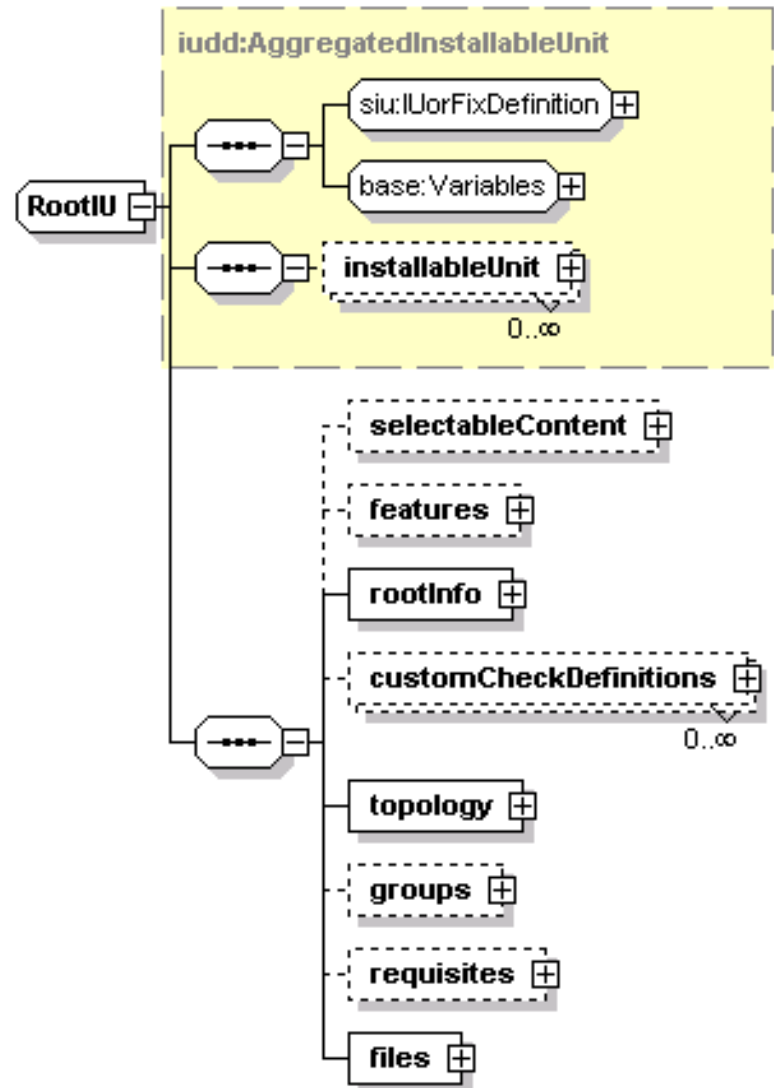 iudd:AggregatedInstallableUnit
siu:IUorFixDefinition
base:Variables
RootIU
installableUnit
0..∞
selectableContent
features
rootInfo
customCheckDefinitions
0..∞
topology
groups
requisites
files